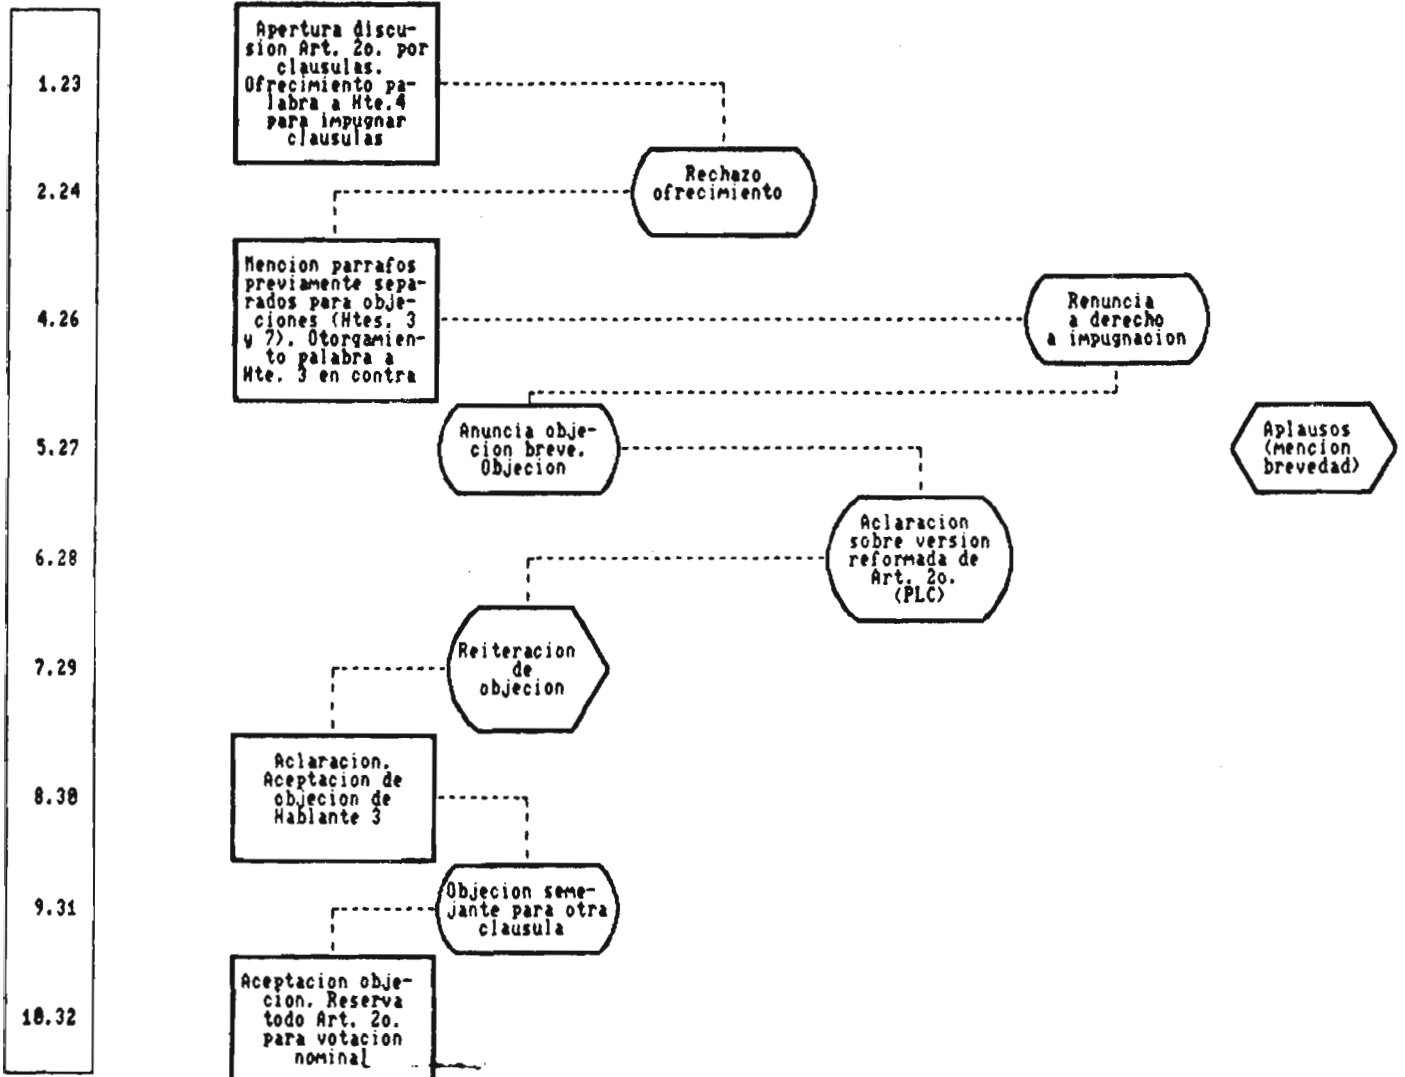 1.23
Apertura discu-
sion Art. 2o. por
clausulas.
Ofrecimiento pa-
labra a Hte.4
para impugnar
clausulas
2.24
Rechazo
ofrecimiento
4.26
Mencion parrafos
previamente sepa-
rados para obje-
ciones (Htes. 3
y 7). Otorgamien-
to palabra a
Hte. 3 en contra
Renuncia
a derecho
a impugnacion
5.27
Anuncia obje-
cion breve.
Objecion
Aplausos
(mencion
brevedad)
6.28
Aclaracion
sobre version
reformada de
Art. 2o.
(PLC)
7.29
Reiteracion
de
objecion
8.30
Aclaracion.
Aceptacion de
objecion de
Hablante 3
9.31
Objecion seme-
jante para otra
clausula
10.32
Aceptacion obje-
cion. Reserva
todo Art. 2o.
para votacion
nominal